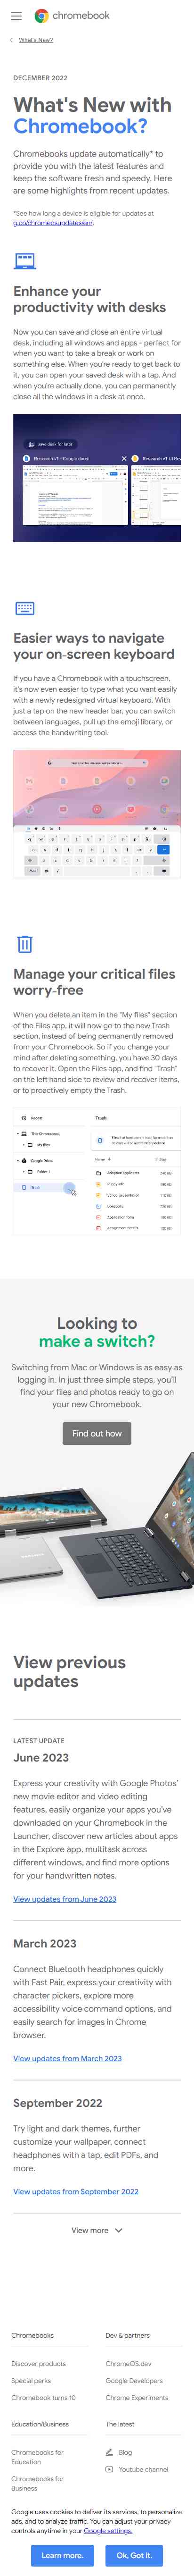 chromebook
What's New?
DECEMBER 2022
What's New with
Chromebook?
Chromebooks update automatically* to
provide you with the latest features and
keep the software fresh and speedy. Here
are some highlights from recent updates.
*See how long a device is eligible for updates at
g.co/chromeosupdates/en/.
Enhance your
productivity with desks
Now you can save and close an entire virtual
desk, including all windows and apps - perfect for
when you want to take a break or work on
something else. When you're ready to get back to
it, you can open your saved desk with a tap. And
when you're actually done, you can promptly
close all the windows in a desk at once.
Save desk for later
Research v1 - Google docs
Research v1 UI Rev
Easier ways to navigate
your on-screen keyboard
If you have a Chromebook with a touchscreen,
it's now even easier to type what you want with
a newly redesigned virtual keyboard. With just
a tap on the new header bar, you can switch
between languages, pull up the emoji library, or
access the handwriting tool.
Manage your critical files
worry-free
When you delete an item in the "My files" section
of the Files app, it will now go to the new Trash
section, instead of being permanently removed
from your Chromebook. So if you change your
mind after deleting something, you have 30 days
to recover it. Open the Files app, and find "Trash"
on the left hand side to review and recover items,
or to proactively empty the Trash.
Recent
This Chromebook
My files
Google Drive
Folder 1
Trash
Trash
Name
Size
Looking to
make a switch?
Switching from Mac or Windows is as easy as
logging in. In just three simple steps, you'll
find your files and photos ready to go on
your new Chromebook.
Find out how
View previous
updates
LATEST UPDATE
June 2023
Express your creativity with Google Photos'
new movie editor and video editing
features, easily organize your apps you've
downloaded on your Chromebook in the
Launcher, discover new articles about apps
in the Explore app, multitask across
different windows, and find more options
for your handwritten notes.
View updates from June 2023
March 2023
Connect Bluetooth headphones quickly
with Fast Pair, express your creativity with
character pickers, explore more
accessibility voice command options, and
easily search for images in Chrome
browser.
View updates from March 2023
September 2022
Try light and dark themes, further
customize your wallpaper, connect
headphones with a tap, edit PDFs, and
more.
View updates from September 2022
View more
Chromebooks
Dev & partners
Discover products
ChromeOS.dev
Special perks
Google Developers
Chromebook turns 10
Chrome Experiments
Education/Business
The latest
Chromebooks for
Education
Blog
Youtube channel
Chromebooks for
Business
Google uses cookies to deliver its services, to personalize
ads, and to analyze traffic. You can adjust your privacy
controls anytime in your Google settings.
Learn more.
Ok, Got it.